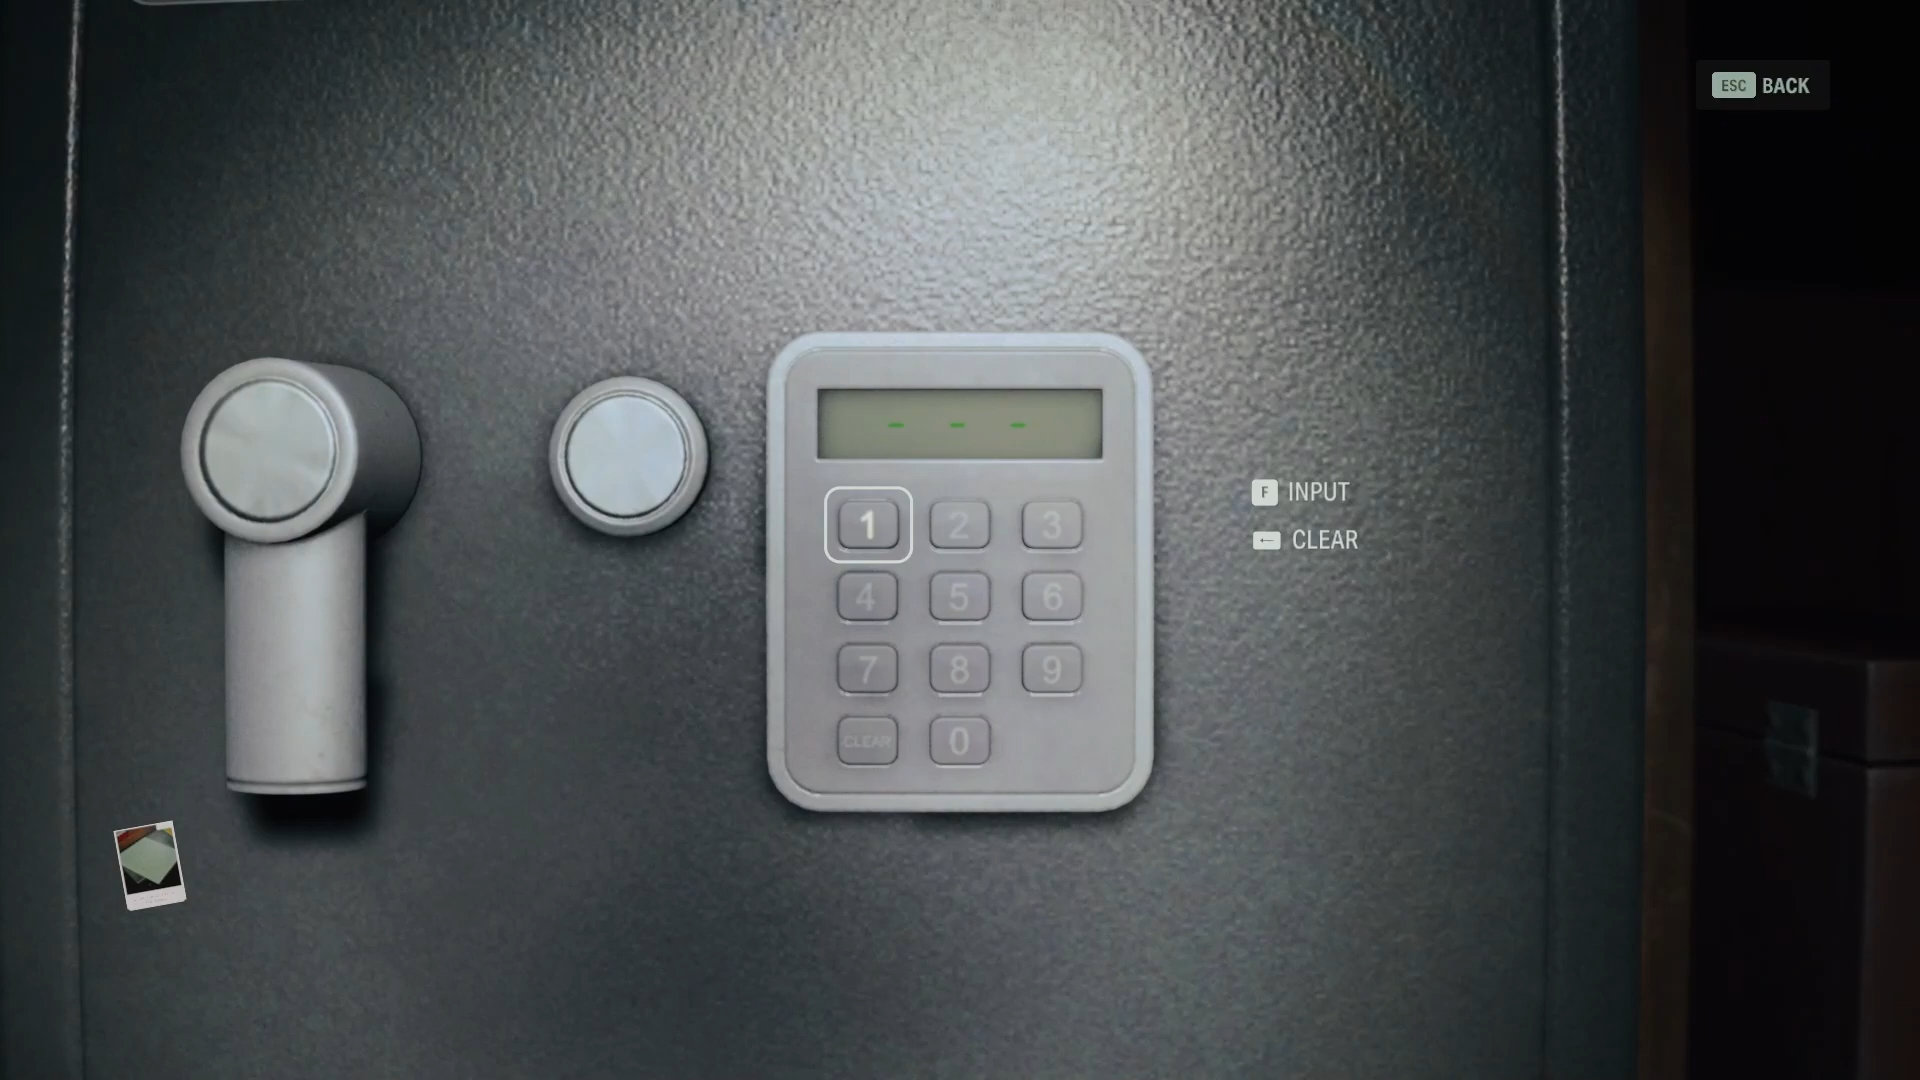 ESC BACK
- - -
1 2 3
F INPUT
← CLEAR
4 5 6
7 8 9
CLEAR 0